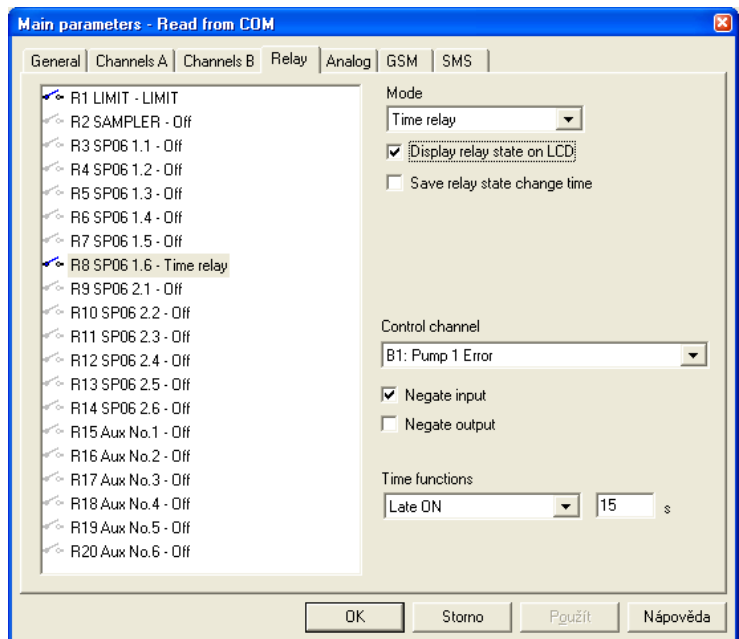 Main parameters - Read from COM
General Channels A Channels B Relay Analog GSM SMS
R1 LIMIT - LIMIT
R2 SAMPLER - Off
R3 SP06 1.1 - Off
R4 SP06 1.2 - Off
R5 SP06 1.3 - Off
R6 SP06 1.4 - Off
R7 SP06 1.5 - Off
R8 SP06 1.6 - Time relay
R9 SP06 2.1 - Off
R10 SP06 2.2 - Off
R11 SP06 2.3 - Off
R12 SP06 2.4 - Off
R13 SP06 2.5 - Off
R14 SP06 2.6 - Off
R15 Aux No.1 - Off
R16 Aux No.2 - Off
R17 Aux No.3 - Off
R18 Aux No.4 - Off
R19 Aux No.5 - Off
R20 Aux No.6 - Off
Mode
Time relay
Display relay state on LCD
Save relay state change time
Control channel
B1: Pump 1 Error
Negate input
Negate output
Time functions
Late ON 15 s
OK Storno Použít Nápověda